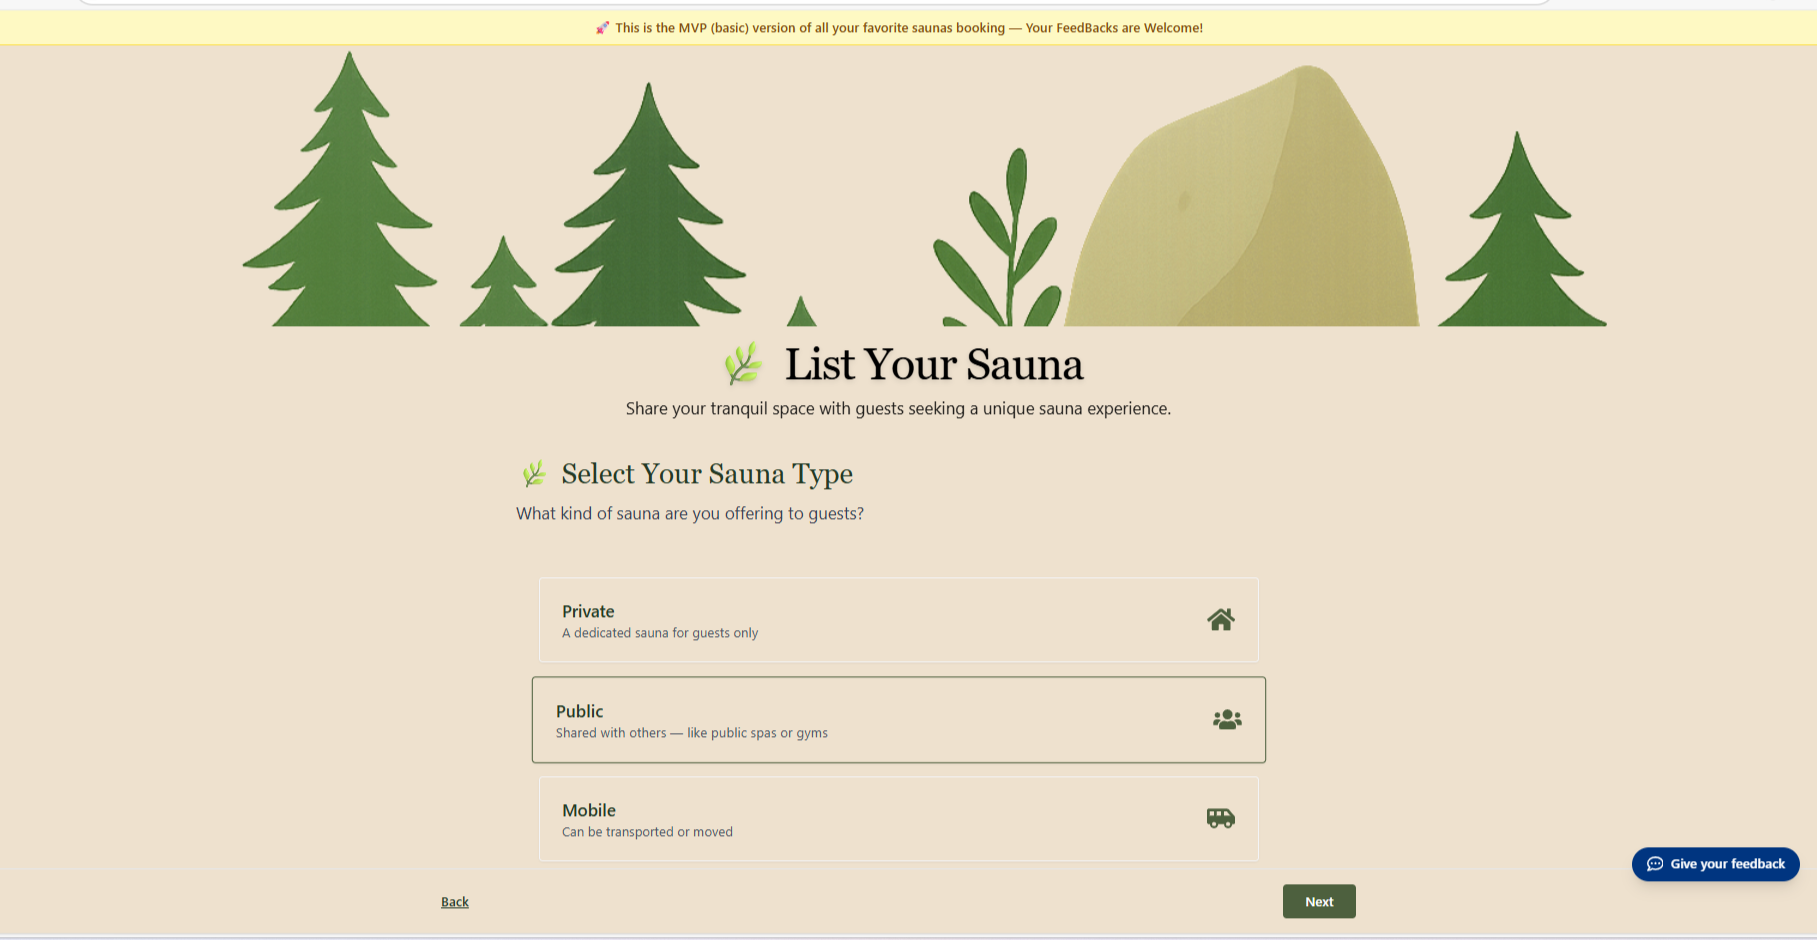 🚀 This is the MVP (basic) version of all your favorite saunas booking — Your FeedBacks are Welcome!
🌿 List Your Sauna
Share your tranquil space with guests seeking a unique sauna experience.
🌿 Select Your Sauna Type
What kind of sauna are you offering to guests?
Private
A dedicated sauna for guests only
Public
Shared with others — like public spas or gyms
Mobile
Can be transported or moved
Give your feedback
Back
Next